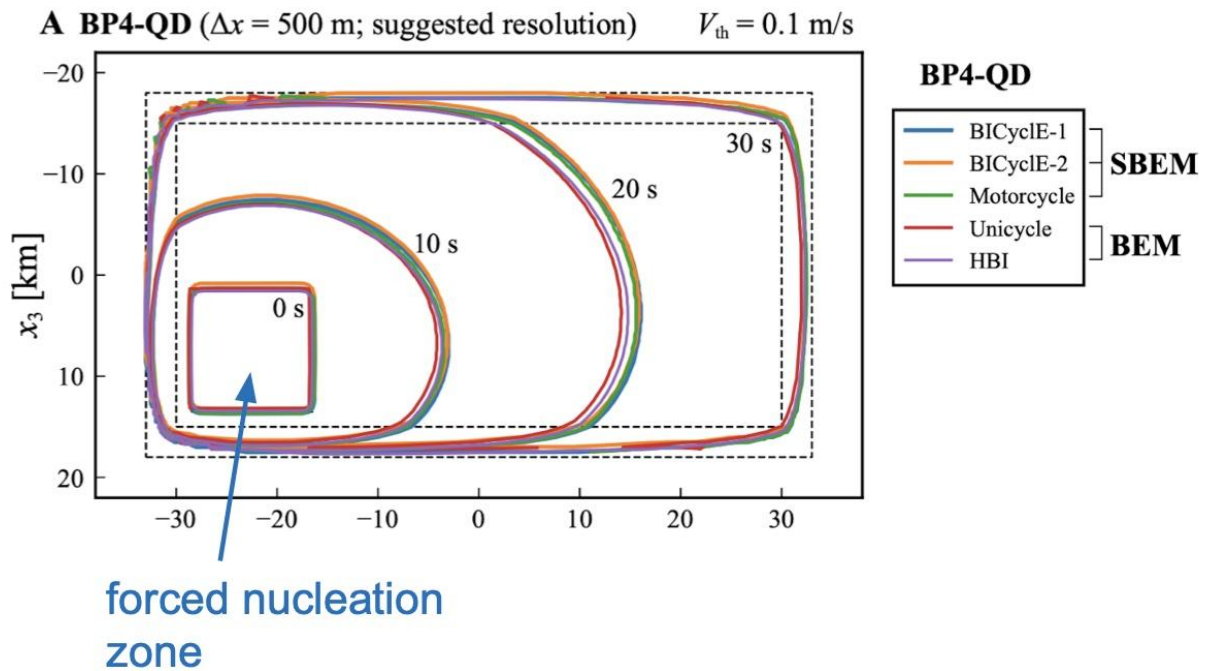 A BP4-QD (Δx = 500 m; suggested resolution) V_th = 0.1 m/s
BP4-QD
BICyclE-1
BICyclE-2
Motorcycle
Unicycle
HBI
SBEM
BEM
x_3 [km]
−20
−10
0
10
20
30 s
20 s
10 s
0 s
−30 −20 −10 0 10 20 30
forced nucleation
zone